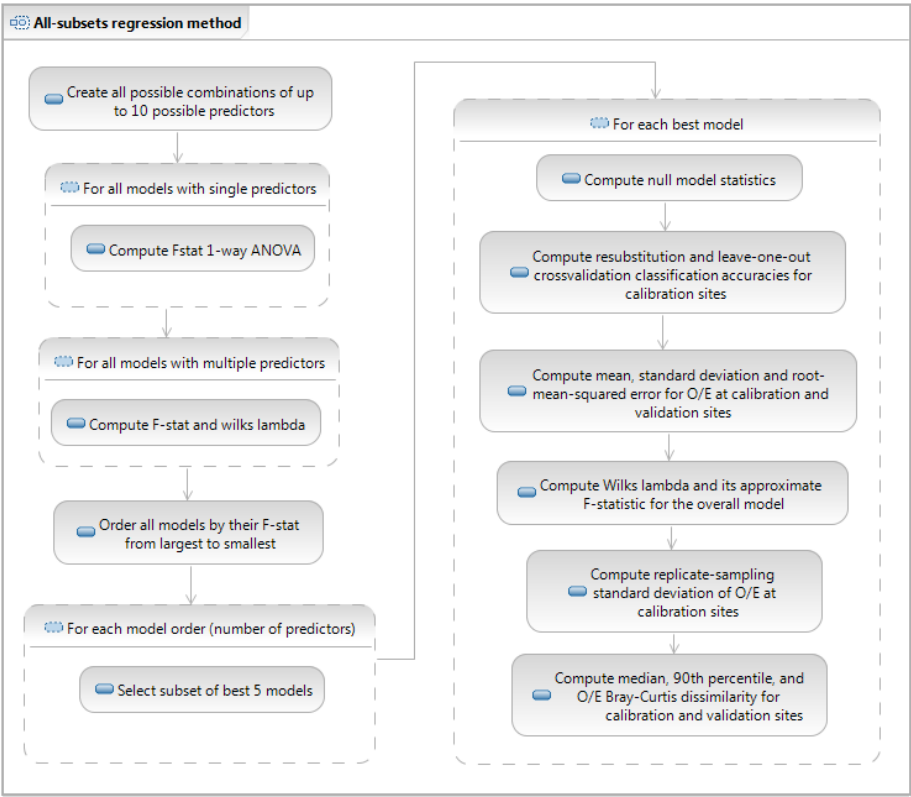 All-subsets regression method
Create all possible combinations of up
to 10 possible predictors
For all models with single predictors
Compute Fstat 1-way ANOVA
For all models with multiple predictors
Compute F-stat and wilks lambda
Order all models by their F-stat
from largest to smallest
For each model order (number of predictors)
Select subset of best 5 models
For each best model
Compute null model statistics
Compute resubstitution and leave-one-out
crossvalidation classification accuracies for
calibration sites
Compute mean, standard deviation and root-
mean-squared error for O/E at calibration and
validation sites
Compute Wilks lambda and its approximate
F-statistic for the overall model
Compute replicate-sampling
standard deviation of O/E at
calibration sites
Compute median, 90th percentile, and
O/E Bray-Curtis dissimilarity for
calibration and validation sites